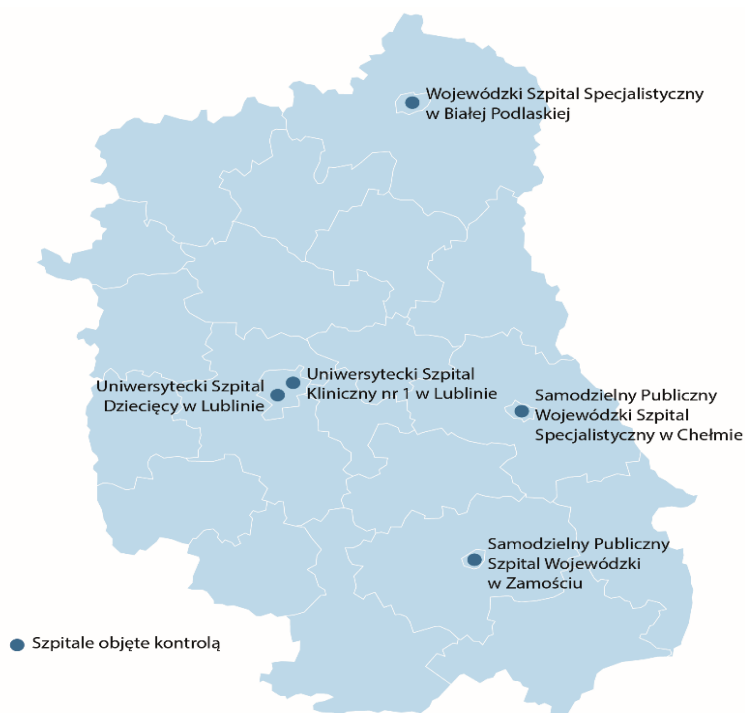 Wojewódzki Szpital Specjalistyczny
w Białej Podlaskiej
Uniwersytecki Szpital
Dziecięcy w Lublinie
Uniwersytecki Szpital
Kliniczny nr 1 w Lublinie
Samodzielny Publiczny
Wojewódzki Szpital
Specjalistyczny w Chełmie
Samodzielny Publiczny
Szpital Wojewódzki
w Zamościu
Szpitale objęte kontrolą